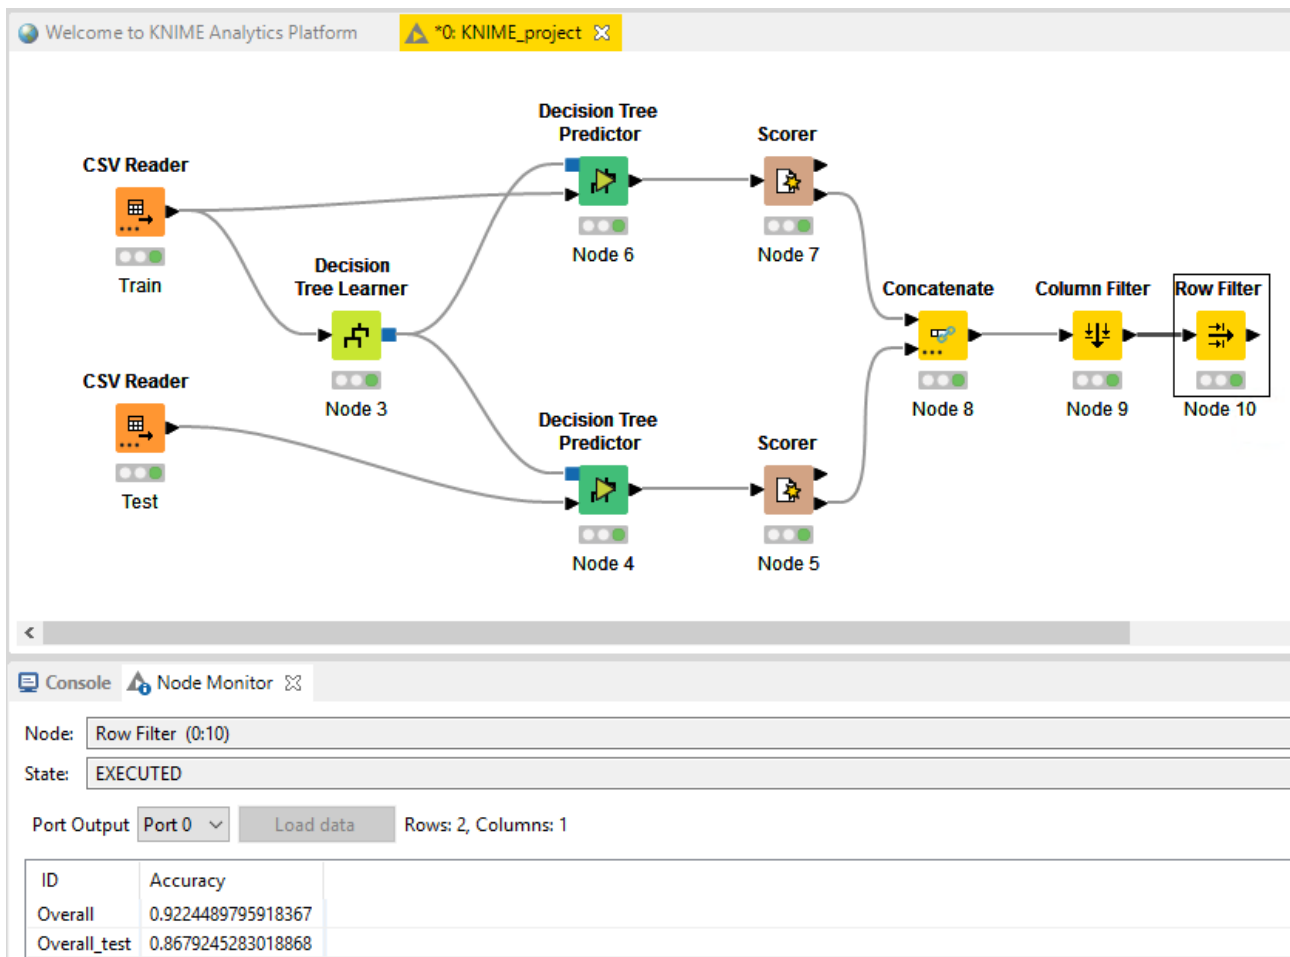 Welcome to KNIME Analytics Platform
*0: KNIME_project
Decision Tree
Predictor
Scorer
CSV Reader
Node 6
Node 7
Train
Decision
Tree Learner
Concatenate
Column Filter
Row Filter
CSV Reader
Node 3
Node 8
Node 9
Node 10
Decision Tree
Predictor
Scorer
Test
Node 4
Node 5
Console
Node Monitor
Node: Row Filter (0:10)
State: EXECUTED
Port Output Port 0 Load data Rows: 2, Columns: 1
ID Accuracy
Overall 0.9224489795918367
Overall_test 0.8679245283018868